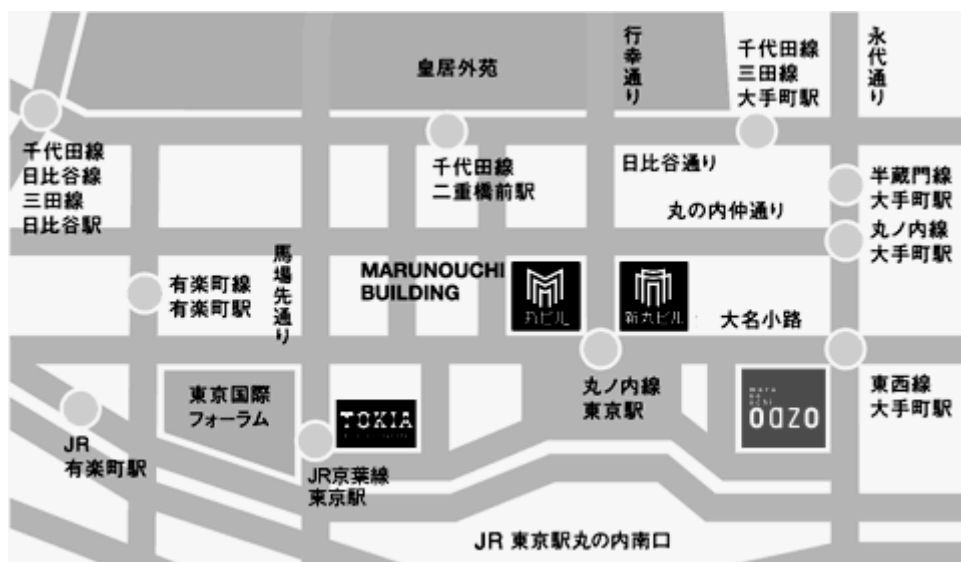 行幸通り
千代田線
三田線
大手町駅
永代通り
皇居外苑
千代田線
日比谷線
三田線
日比谷駅
千代田線
二重橋前駅
日比谷通り
半蔵門線
大手町駅
丸の内仲通り
丸ノ内線
大手町駅
馬場先通り
有楽町線
有楽町駅
MARUNOUCHI
BUILDING
丸ビル
新丸ビル
大名小路
東京国際
フォーラム
TOKIA
丸ノ内線
東京駅
maru
no
uchi
oazo
東西線
大手町駅
JR
有楽町駅
JR京葉線
東京駅
JR 東京駅丸の内南口